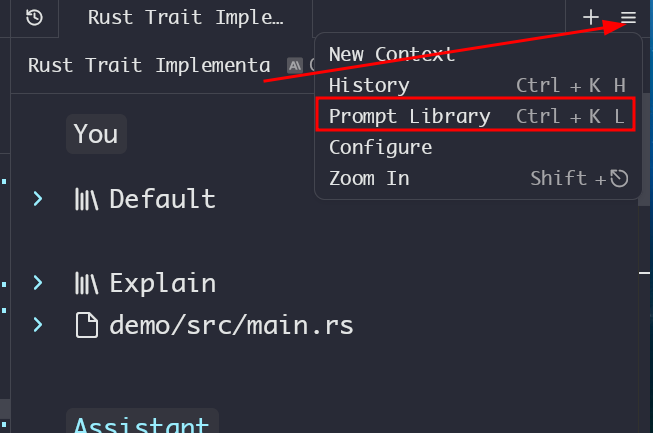 Rust Trait Imple…
Rust Trait Implementa
New Context
History Ctrl + K H
Prompt Library Ctrl + K L
Configure
Zoom In Shift +
You
Default
Explain
demo/src/main.rs
Assistant